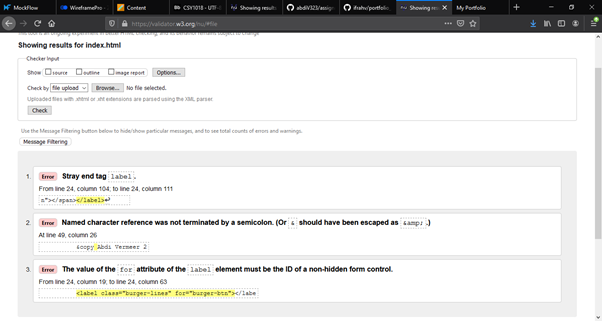 MockFlow
WireframePro -
Content
CSY1018 - UTF-8
Showing results
abdiV323/assign
ifrahv/portfolio
Showing resu
My Portfolio
https://validator.w3.org/nu/#file
Showing results for index.html
Checker Input
Show source outline image report Options...
Check by file upload Browse... No file selected.
Uploaded files with .xhtml or .xht extensions are parsed using the XML parser.
Check
Use the Message Filtering button below to hide/show particular messages, and to see total counts of errors and warnings.
Message Filtering
1. Error Stray end tag label.
From line 24, column 104; to line 24, column 111
n"></span></label>↩
2. Error Named character reference was not terminated by a semicolon. (Or & should have been escaped as &amp;.)
At line 49, column 26
&copy Abdi Vermeer 2
3. Error The value of the for attribute of the label element must be the ID of a non-hidden form control.
From line 24, column 19; to line 24, column 63
<label class="burger-lines" for="burger-btn"></labe